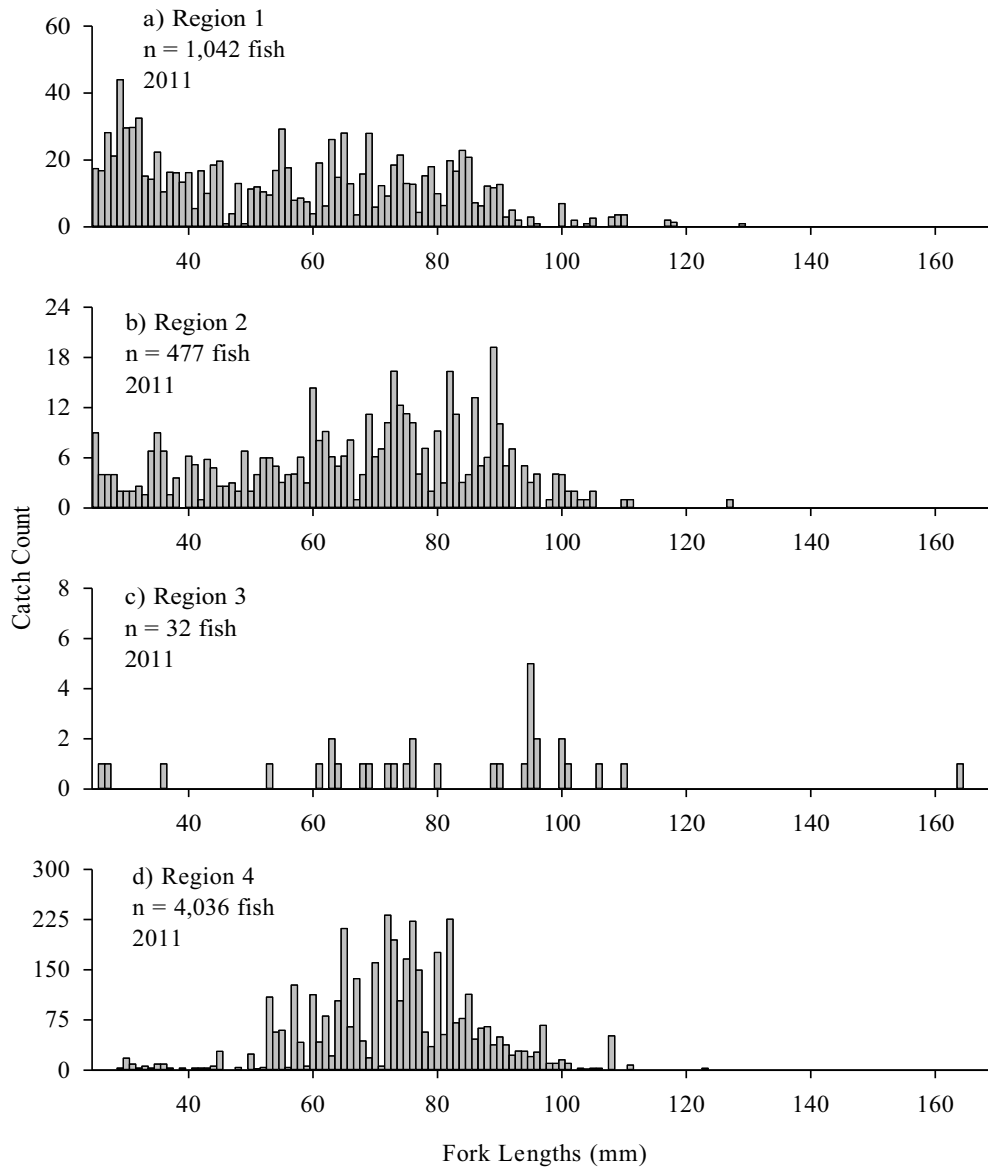 a) Region 1
n = 1,042 fish
2011
60
40
20
0
40 60 80 100 120 140 160
b) Region 2
n = 477 fish
2011
24
18
12
6
0
40 60 80 100 120 140 160
Catch Count
c) Region 3
n = 32 fish
2011
8
6
4
2
0
40 60 80 100 120 140 160
d) Region 4
n = 4,036 fish
2011
300
225
150
75
0
40 60 80 100 120 140 160
Fork Lengths (mm)